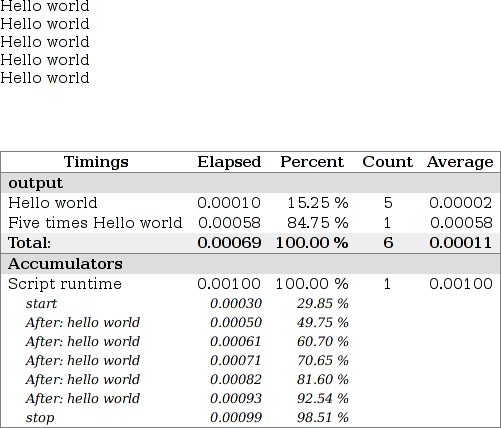 Hello world
Hello world
Hello world
Hello world
Hello world
Timings Elapsed Percent Count Average
output
Hello world 0.00010 15.25 % 5 0.00002
Five times Hello world 0.00058 84.75 % 1 0.00058
Total: 0.00069 100.00 % 6 0.00011
Accumulators
Script runtime 0.00100 100.00 % 1 0.00100
start 0.00030 29.85 %
After: hello world 0.00050 49.75 %
After: hello world 0.00061 60.70 %
After: hello world 0.00071 70.65 %
After: hello world 0.00082 81.60 %
After: hello world 0.00093 92.54 %
stop 0.00099 98.51 %